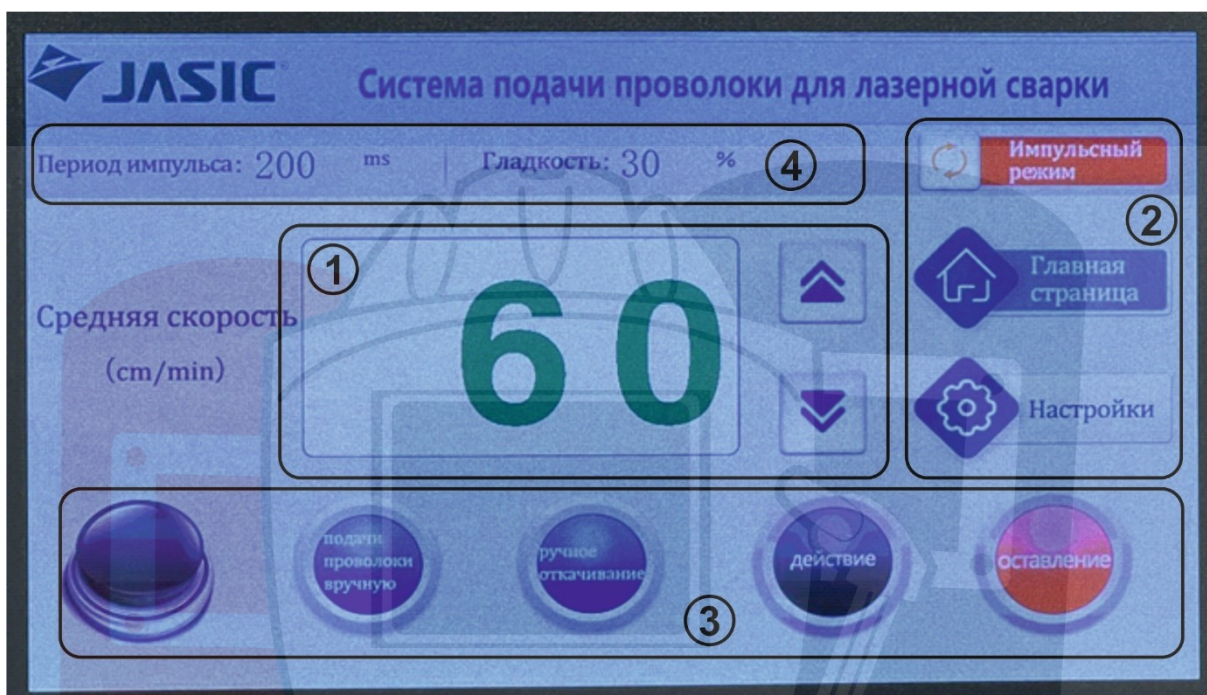 JASIC
Система подачи проволоки для лазерной сварки
Период импульса: 200 ms
Гладкость: 30 %
4
Импульсный
режим
2
1
Главная
страница
Средняя скорость
(cm/min)
60
Настройки
подачи
проволоки
вручную
ручное
откачивание
действие
оставление
3